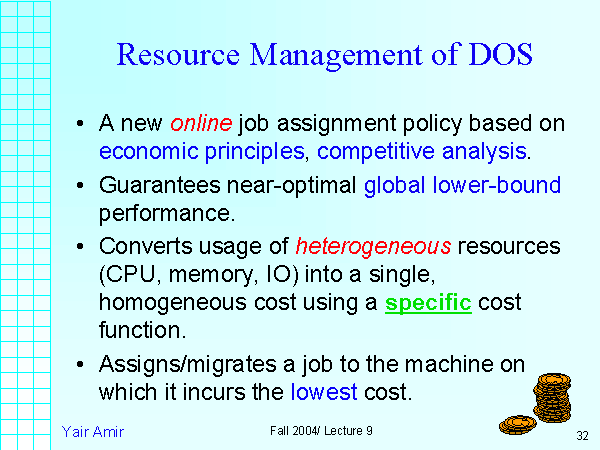 Resource Management of DOS
• A new online job assignment policy based on
economic principles, competitive analysis.
• Guarantees near-optimal global lower-bound
performance.
• Converts usage of heterogeneous resources
(CPU, memory, IO) into a single,
homogeneous cost using a specific cost
function.
• Assigns/migrates a job to the machine on
which it incurs the lowest cost.
Yair Amir
Fall 2004/ Lecture 9
32